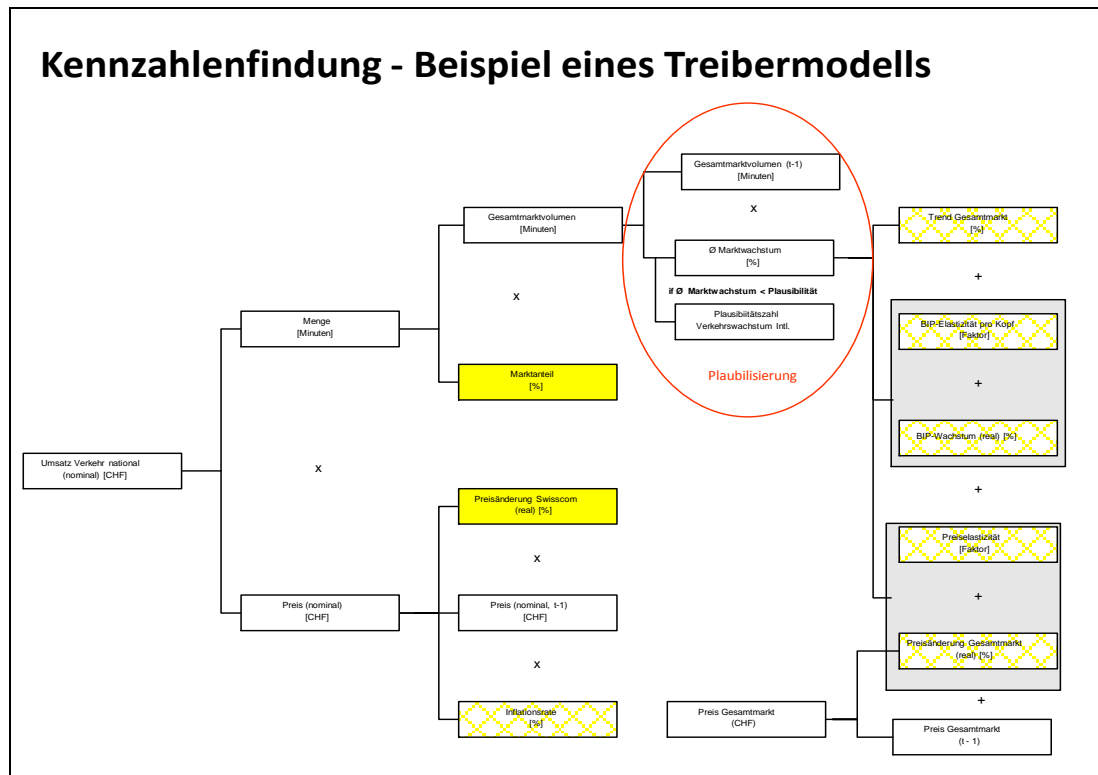 Kennzahlenfindung - Beispiel eines Treibermodells
Gesamtmarktvolumen (t-1)
[Minuten]
x
Gesamtmarktvolumen
[Minuten]
Trend Gesamtmarkt
[%]
Ø Marktwachstum
[%]
+
if Ø Marktwachstum < Plausibilität
x
Menge
[Minuten]
Plausibiitätszahl
Verkehrswachstum Intl.
BIP-Elastizität pro Kopf
[Faktor]
Plaubilisierung
Marktanteil
[%]
+
BIP-Wachstum (real) [%]
Umsatz Verkehr national
(nominal) [CHF]
x
+
Preisänderung Swisscom
(real) [%]
Preiselastizität
[Faktor]
x
+
Preis (nominal)
[CHF]
Preis (nominal, t-1)
[CHF]
Preisänderung Gesamtmarkt
(real) [%]
x
+
Inflationsrate
[%]
Preis Gesamtmarkt
(CHF)
Preis Gesamtmarkt
(t - 1)